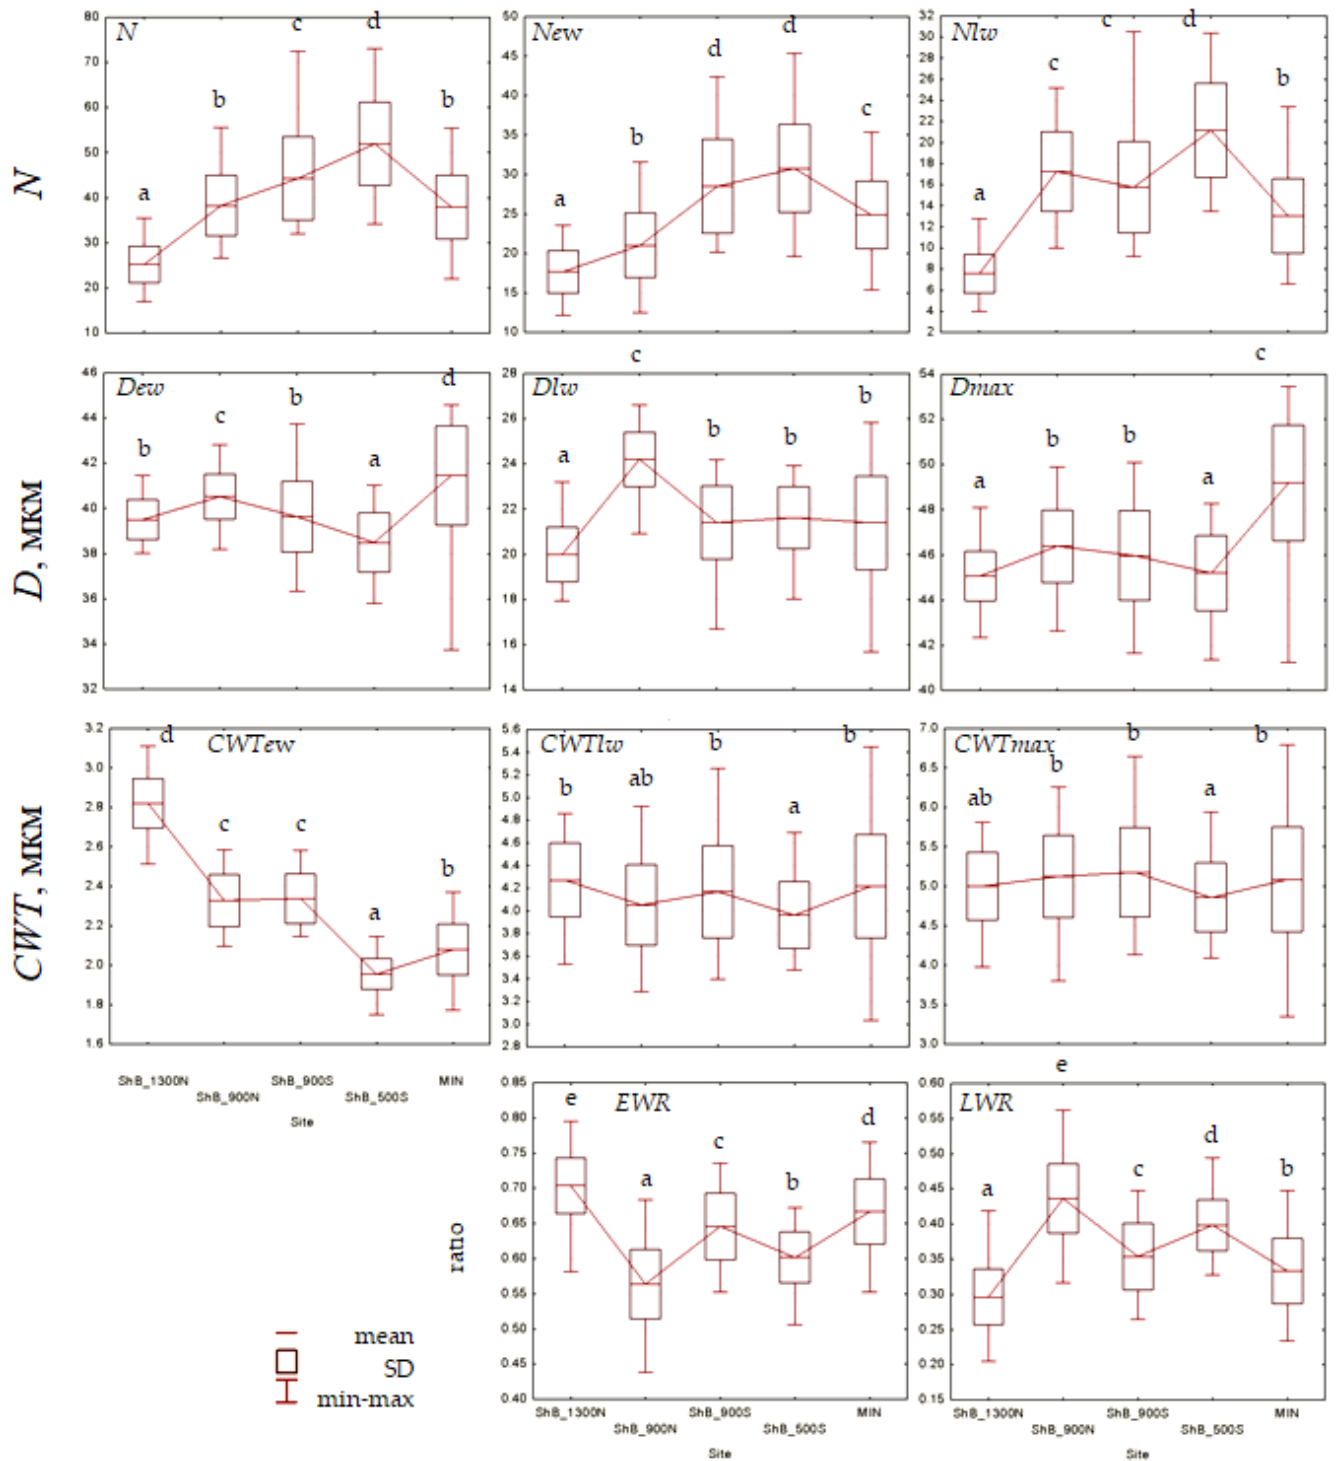 N
N
80
70
60
50
40
30
20
10
a
b
c
d
b
New
50
45
40
35
30
25
20
15
10
a
b
d
d
c
Nlw
32
30
28
26
24
22
20
18
16
14
12
10
8
6
4
2
a
c
c
d
b
D, МКМ
Dew
46
44
42
40
38
36
34
32
b
c
b
a
d
Dlw
28
26
24
22
20
18
16
14
a
c
b
b
b
Dmax
54
52
50
48
46
44
42
40
a
b
b
a
c
CWT, МКМ
CWTew
3.2
3.0
2.8
2.6
2.4
2.2
2.0
1.8
1.6
d
c
c
a
b
ShB_1300N
ShB_900N
ShB_900S
ShB_500S
MIN
Site
CWTlw
5.6
5.4
5.2
5.0
4.8
4.6
4.4
4.2
4.0
3.8
3.6
3.4
3.2
3.0
2.8
b
ab
b
a
b
CWTmax
7.0
6.5
6.0
5.5
5.0
4.5
4.0
3.5
3.0
ab
b
b
a
b
ratio
EWR
0.85
0.80
0.75
0.70
0.65
0.60
0.55
0.50
0.45
0.40
e
a
c
b
d
ShB_1300N
ShB_900N
ShB_900S
ShB_500S
MIN
Site
LWR
0.60
0.55
0.50
0.45
0.40
0.35
0.30
0.25
0.20
0.15
a
e
c
d
b
ShB_1300N
ShB_900N
ShB_900S
ShB_500S
MIN
Site
mean
SD
min-max